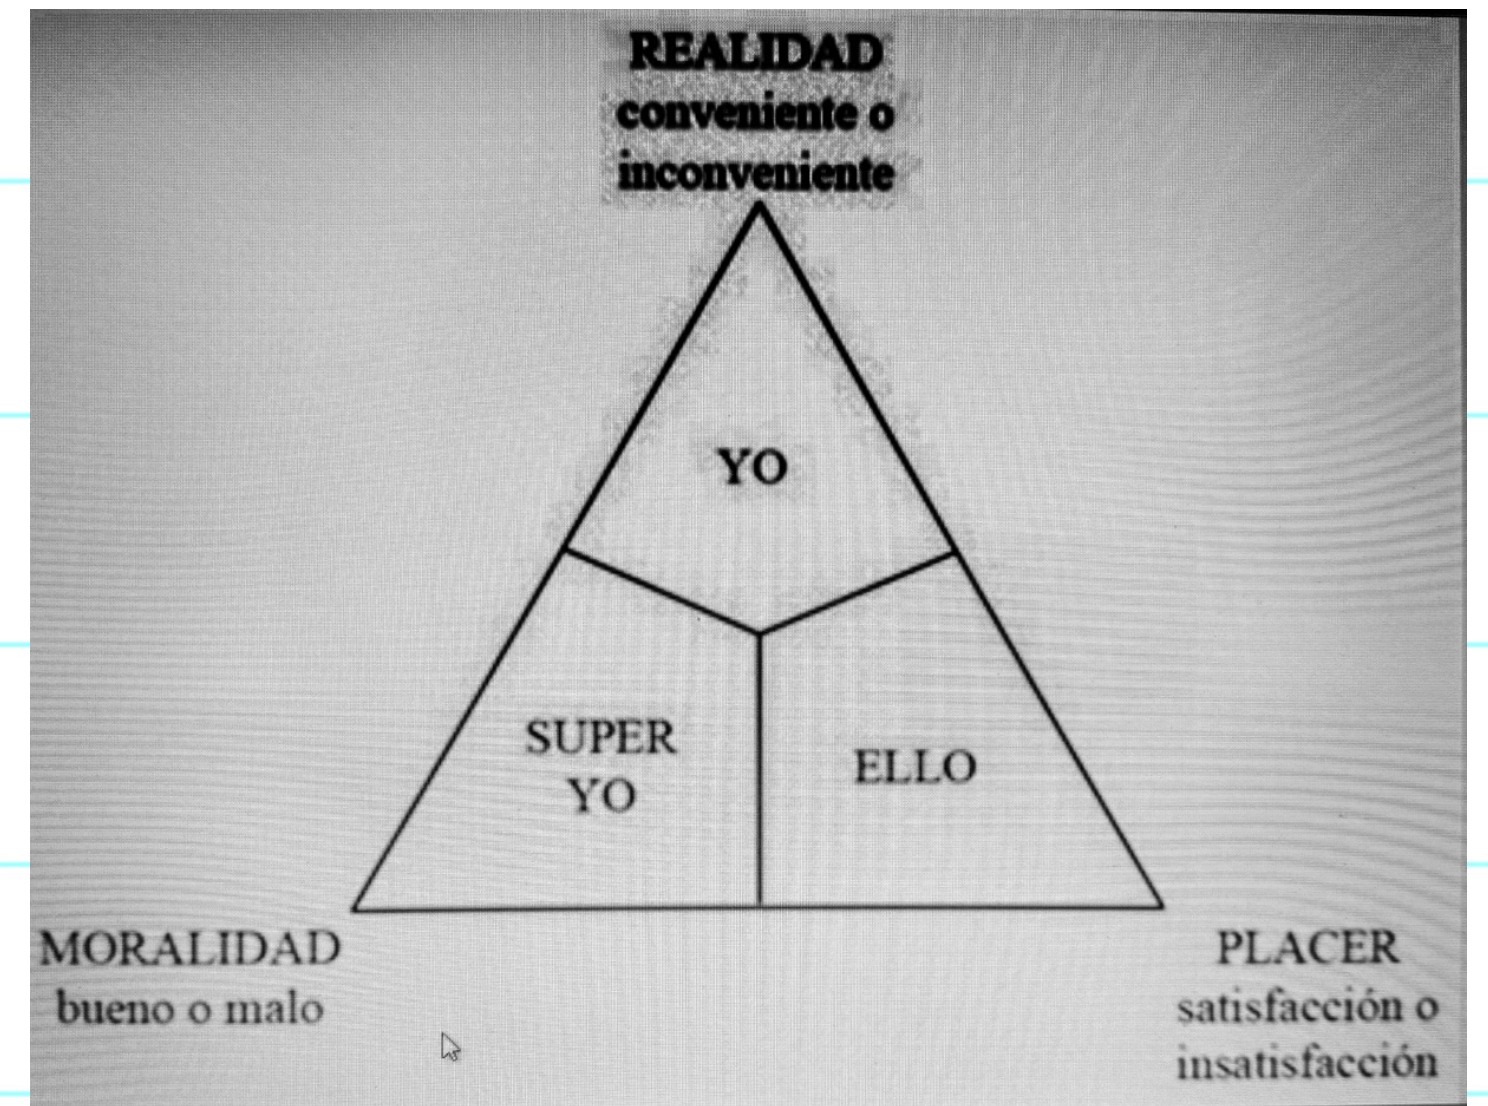 REALIDAD
conveniente o
inconveniente
YO
SUPER
YO
ELLO
MORALIDAD
bueno o malo
PLACER
satisfacción o
insatisfacción